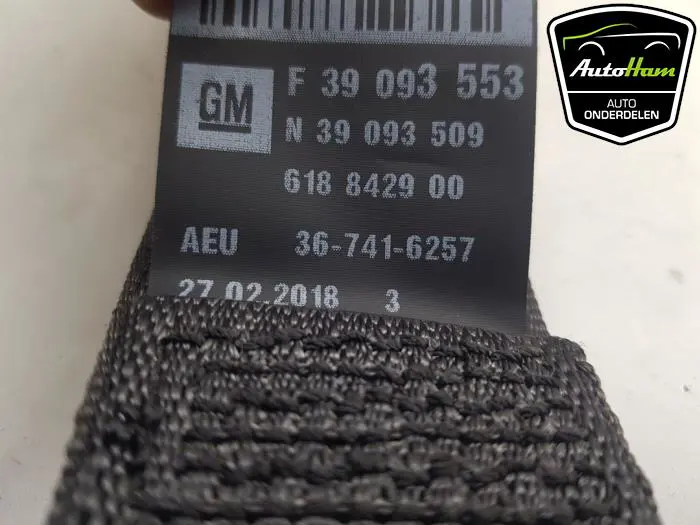 F 39 093 553
GM
N 39 093 509
618 8429 00
AEU 36-741-6257
27.02.2018 3
AutoHam
AUTO
ONDERDELEN